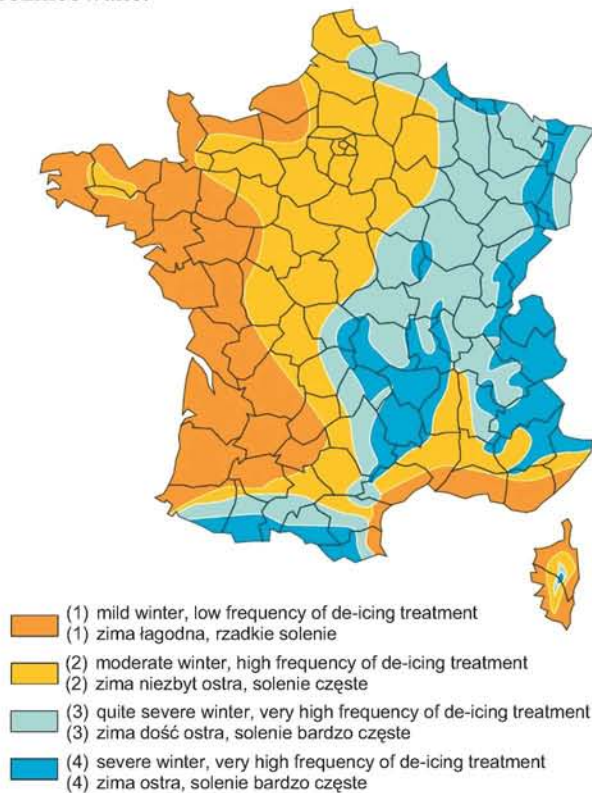 (1) mild winter, low frequency of de-icing treatment
(1) zima łagodna, rzadkie solenie
(2) moderate winter, high frequency of de-icing treatment
(2) zima niezbyt ostra, solenie częste
(3) quite severe winter, very high frequency of de-icing treatment
(3) zima dość ostra, solenie bardzo częste
(4) severe winter, very high frequency of de-icing treatment
(4) zima ostra, solenie bardzo częste